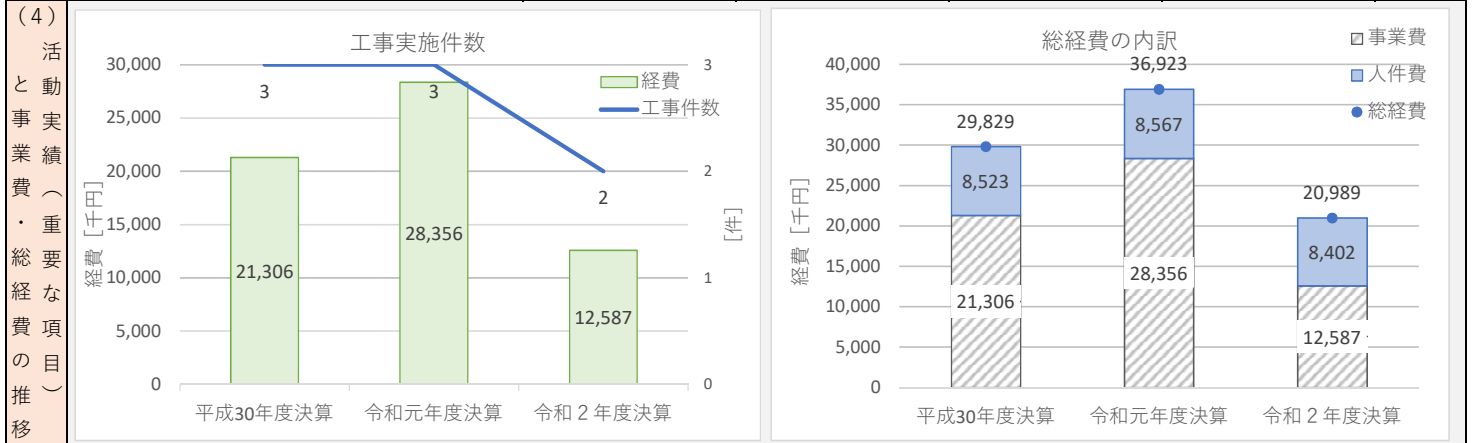 （4）活動実績（重要な項目）
と事業費・総経費の推移
工事実施件数
30,000
25,000
20,000
15,000
10,000
5,000
0
経費［千円］
3
3
2
21,306
28,356
12,587
経費
工事件数
3
2
1
0
［件］
平成30年度決算
令和元年度決算
令和２年度決算
総経費の内訳
事業費
人件費
総経費
40,000
35,000
30,000
25,000
20,000
15,000
10,000
5,000
0
経費［千円］
29,829
36,923
20,989
8,523
8,567
8,402
21,306
28,356
12,587
平成30年度決算
令和元年度決算
令和２年度決算